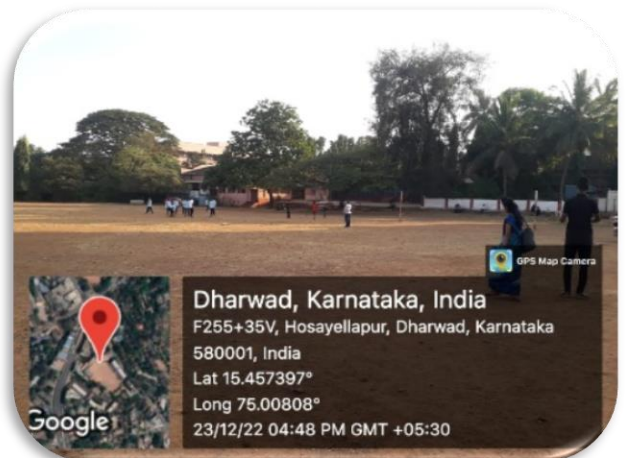 GPS Map Camera
Dharwad, Karnataka, India
F255+35V, Hosayellapur, Dharwad, Karnataka
580001, India
Lat 15.457397°
Long 75.00808°
23/12/22 04:48 PM GMT +05:30
Google